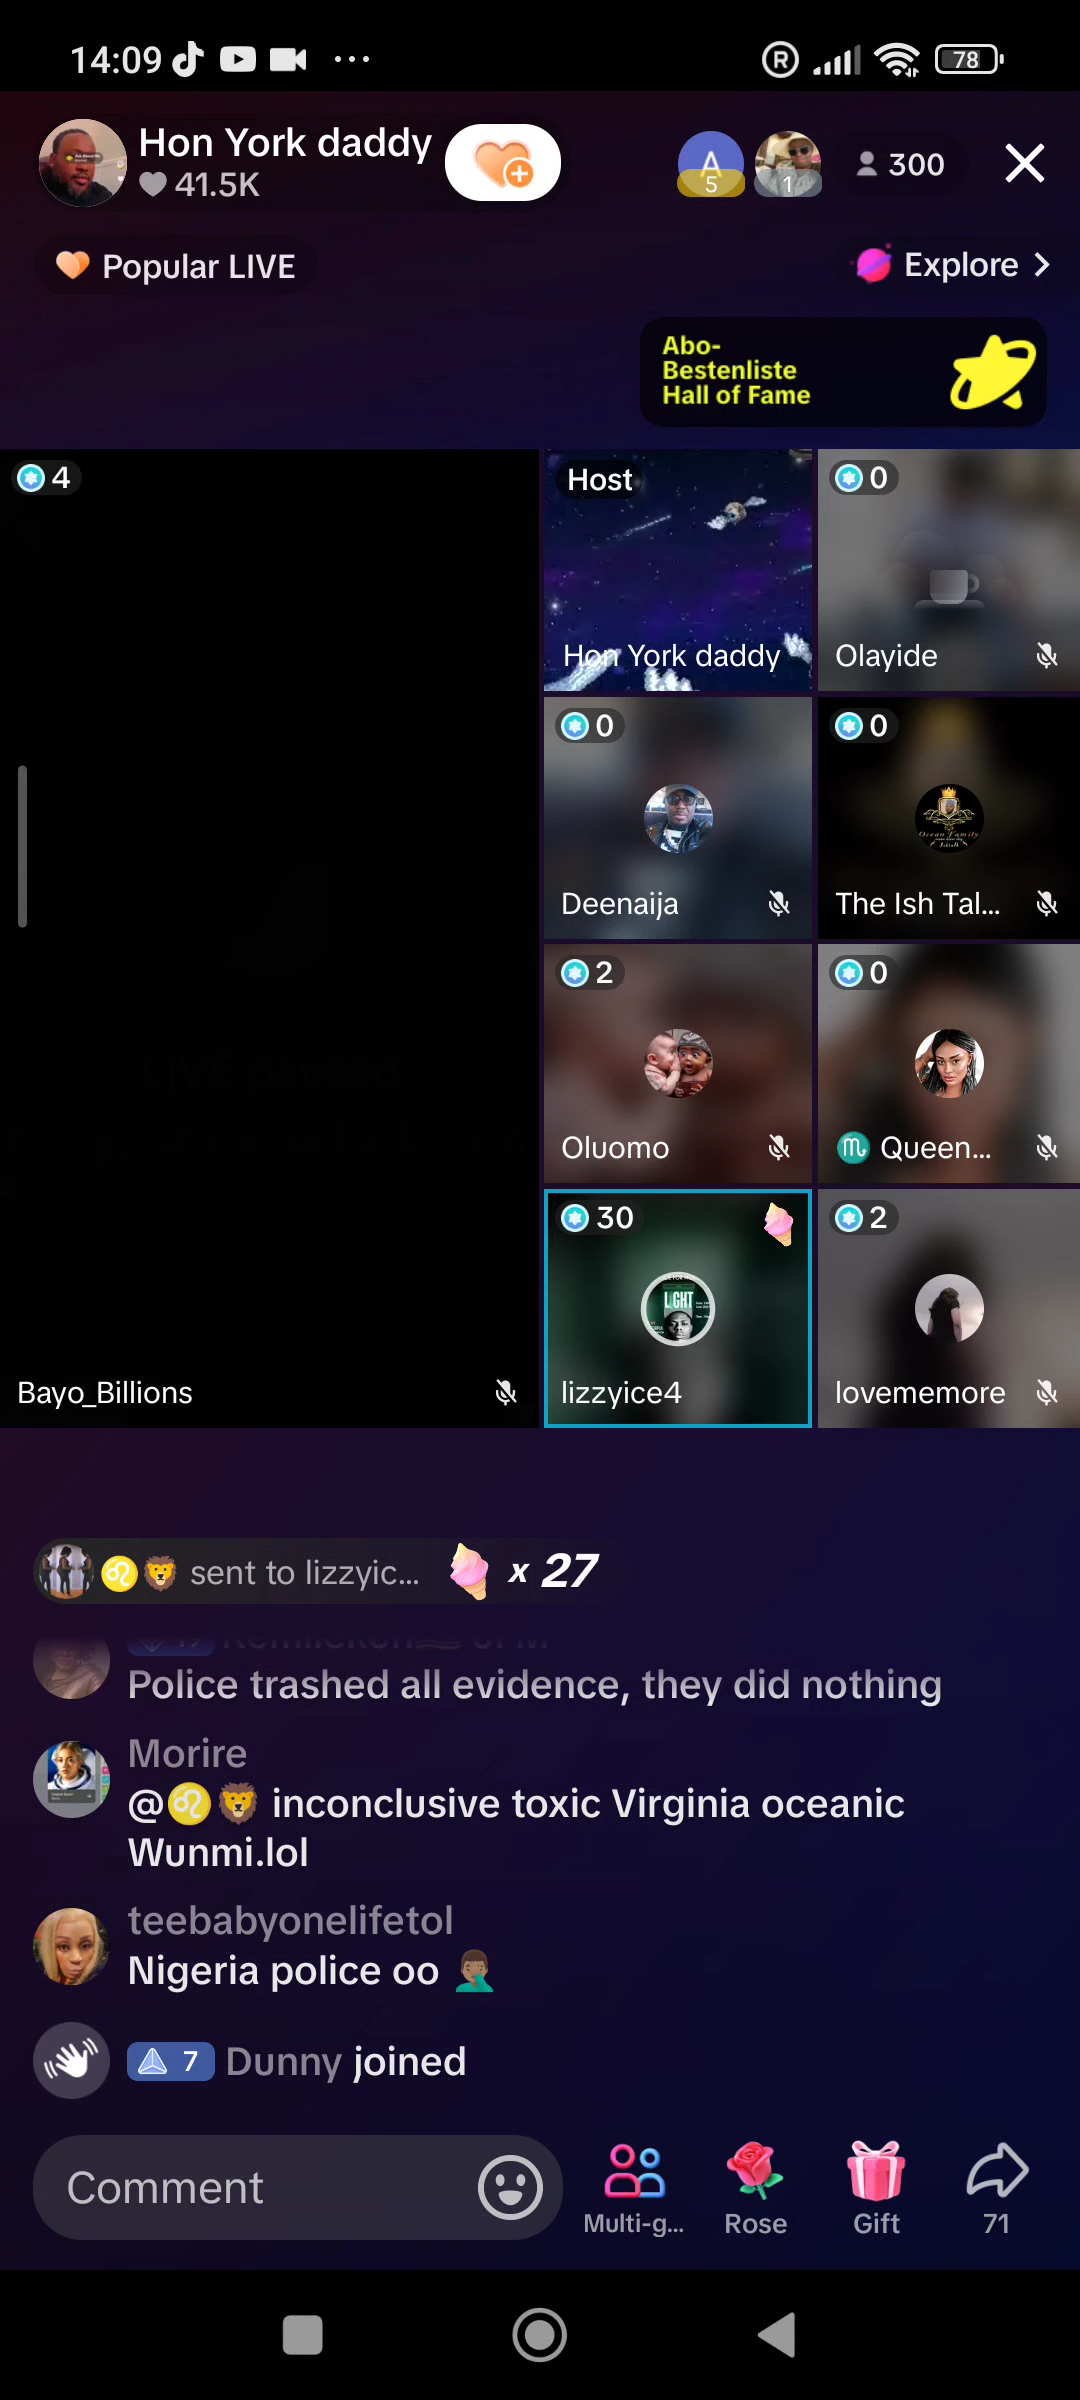 14:09
R
78
Hon York daddy
41.5K
A
5
1
300
Popular LIVE
Explore
Abo-
Bestenliste
Hall of Fame
4
Host
Hon York daddy
0
Olayide
0
Deenaija
0
The Ish Tal...
2
Oluomo
0
Queen...
30
LIGHT
lizzyice4
2
lovememore
Bayo_Billions
sent to lizzyic...
x 27
Police trashed all evidence, they did nothing
Morire
@♌🦁 inconclusive toxic Virginia oceanic
Wunmi.lol
teebabyonelifetol
Nigeria police oo 🤦🏽‍♂️
7 Dunny joined
Comment
Multi-g...
Rose
Gift
71